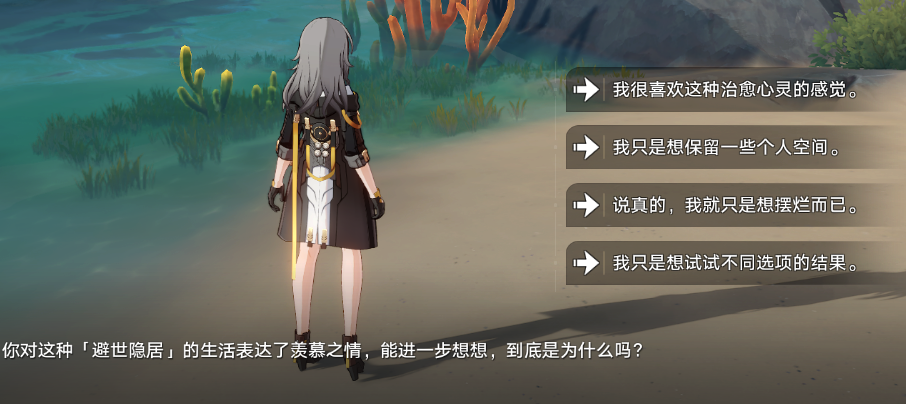 我很喜欢这种治愈心灵的感觉。
我只是想保留一些个人空间。
说真的，我就只是想摆烂而已。
我只是想试试不同选项的结果。
你对这种「避世隐居」的生活表达了羡慕之情，能进一步想想，到底是为什么吗？